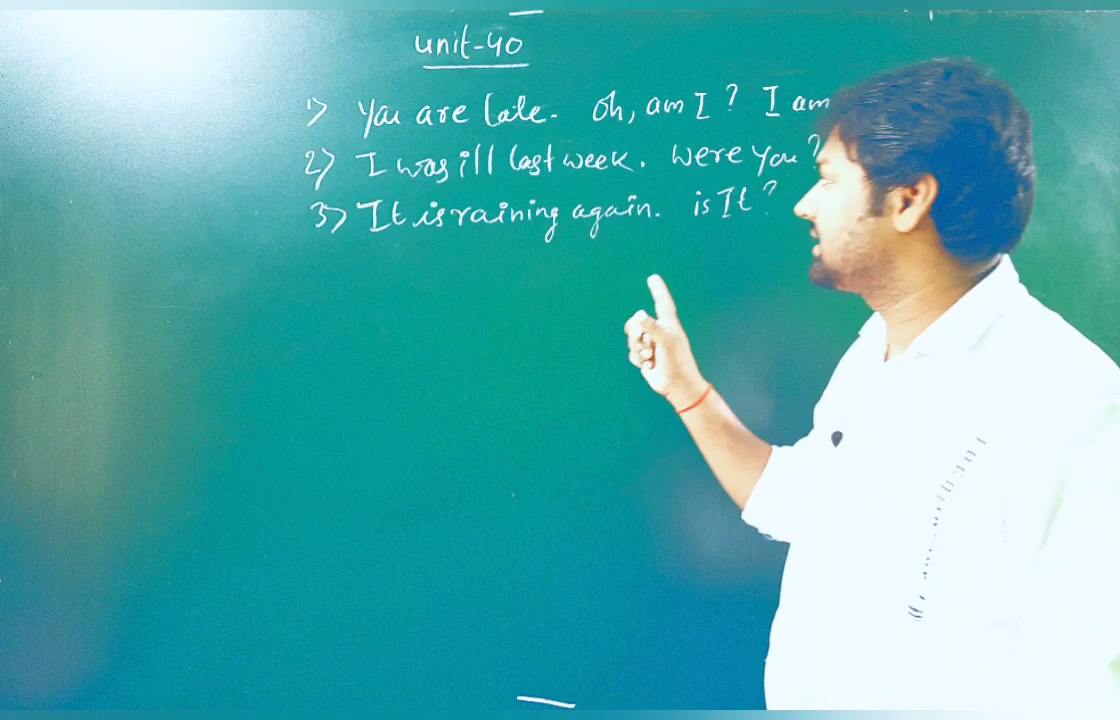 unit-40
1) You are late. Oh, am I? I am
2) I was ill last week. Were you?
3) It is raining again. is It?